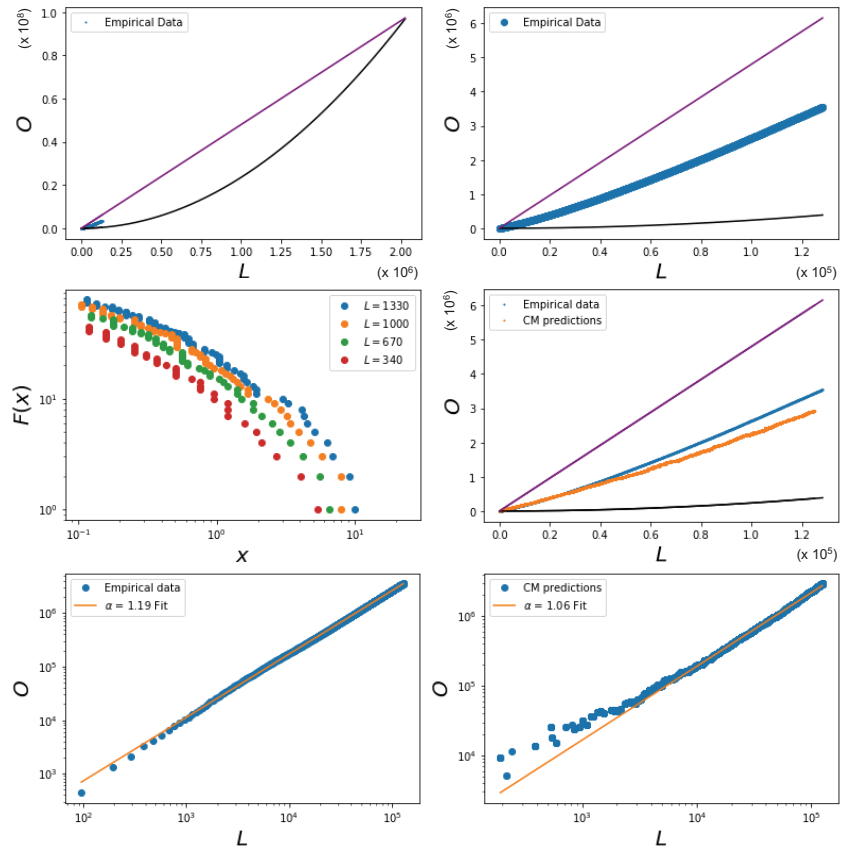 (x 10⁸)
1.0
0.8
0.6
0.4
0.2
0.0
O
Empirical Data
0.00 0.25 0.50 0.75 1.00 1.25 1.50 1.75 2.00
L
(x 10⁶)
(x 10⁶)
6
5
4
3
2
1
0
O
Empirical Data
0.0 0.2 0.4 0.6 0.8 1.0 1.2
L
(x 10⁵)
F(x)
10¹
10⁰
L = 1330
L = 1000
L = 670
L = 340
10⁻¹ 10⁰ 10¹
x
(x 10⁶)
6
5
4
3
2
1
0
O
Empirical data
CM predictions
0.0 0.2 0.4 0.6 0.8 1.0 1.2
L
(x 10⁵)
10⁶
10⁵
10⁴
10³
O
Empirical data
α = 1.19 Fit
10² 10³ 10⁴ 10⁵
L
10⁶
10⁵
10⁴
O
CM predictions
α = 1.06 Fit
10³ 10⁴ 10⁵
L